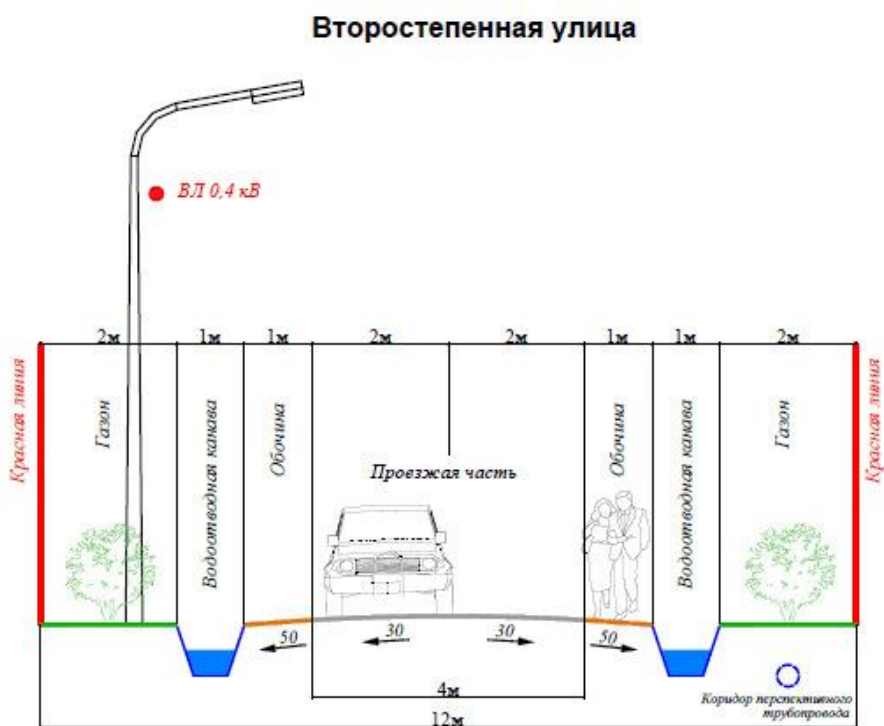 Второстепенная улица
ВЛ 0,4 кВ
2м 1м 1м 2м 2м 1м 1м 2м
Красная линия
Газон
Водоотводная канава
Обочина
Проезжая часть
Обочина
Водоотводная канава
Газон
Красная линия
50 30 30 50
4м
Коридор перспективного
трубопровода
12м